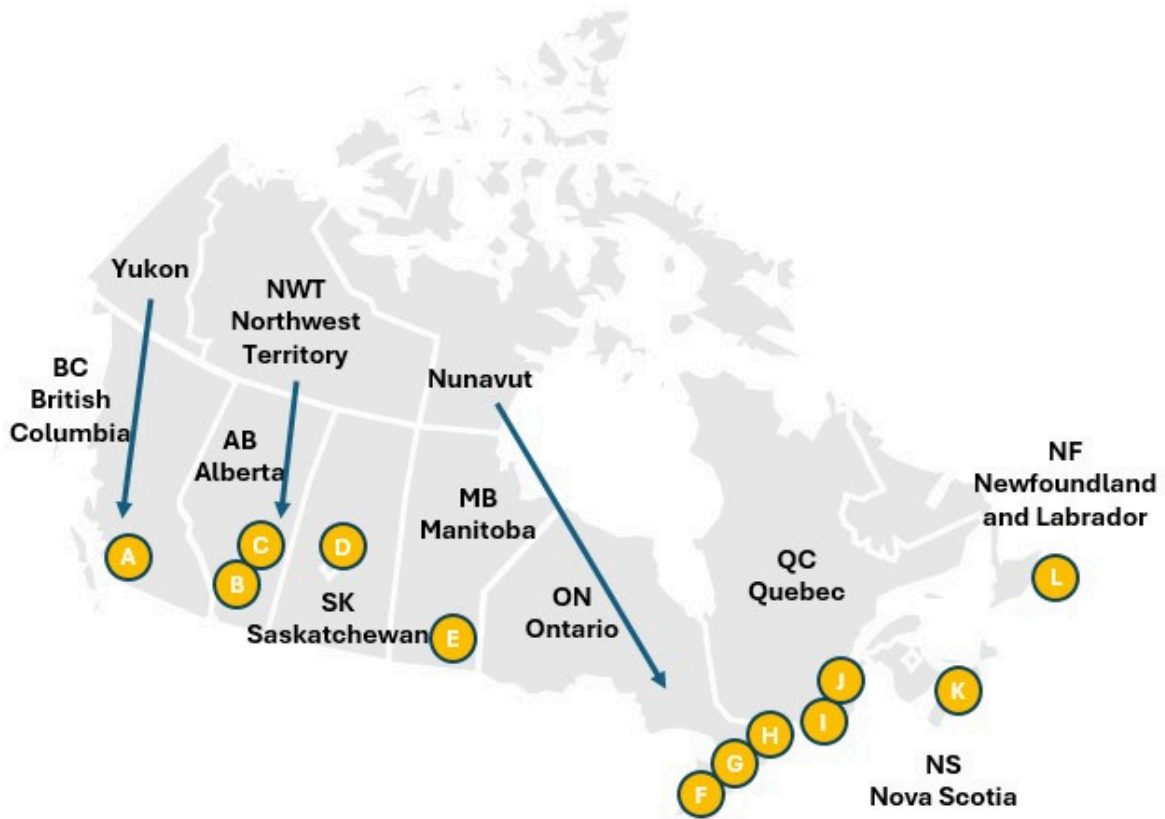 Yukon
NWT
Northwest
Territory
BC
British
Columbia
Nunavut
AB
Alberta
MB
Manitoba
NF
Newfoundland
and Labrador
A
B
C
D
SK
Saskatchewan
E
ON
Ontario
QC
Quebec
L
J
K
I
H
G
F
NS
Nova Scotia